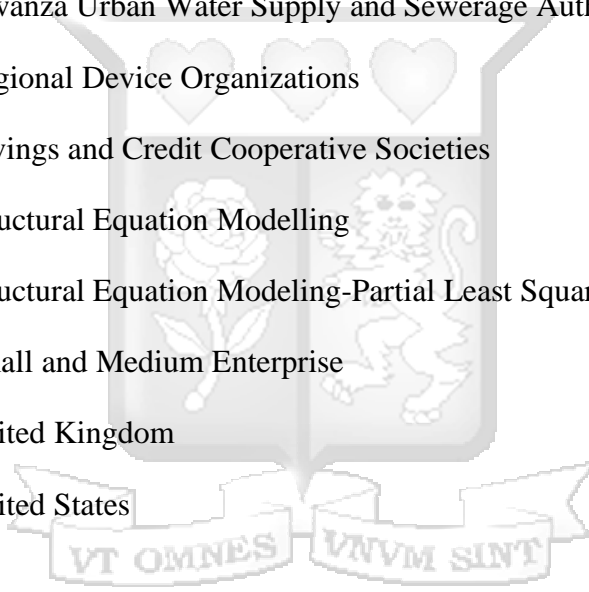 wanza Urban Water Supply and Sewerage Auth
gional Device Organizations
vings and Credit Cooperative Societies
uctural Equation Modelling
uctural Equation Modeling-Partial Least Squar
all and Medium Enterprise
ited Kingdom
ited States
VT OMNES VNVM SINT